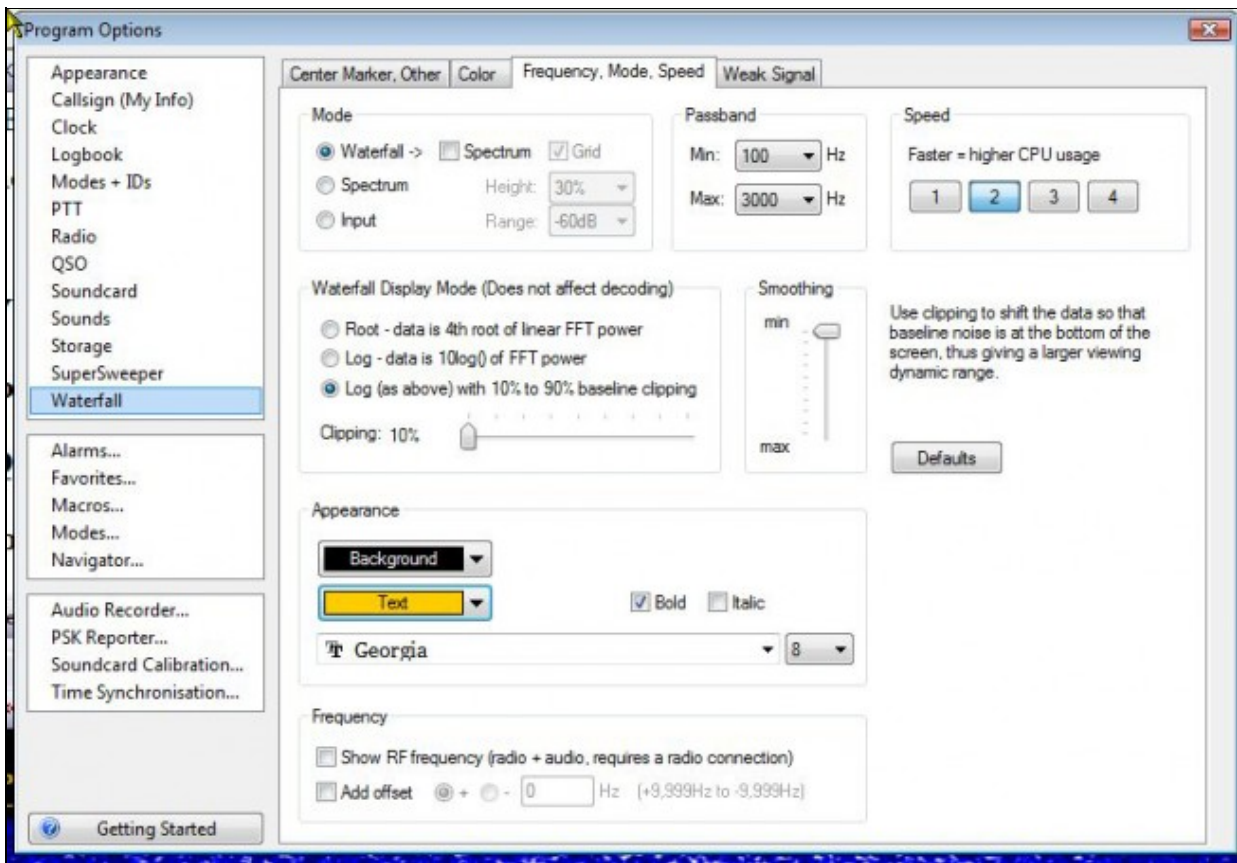 Program Options
Appearance
Callsign (My Info)
Clock
Logbook
Modes + IDs
PTT
Radio
QSO
Soundcard
Sounds
Storage
SuperSweeper
Waterfall
Alarms...
Favorites...
Macros...
Modes...
Navigator...
Audio Recorder...
PSK Reporter...
Soundcard Calibration...
Time Synchronisation...
Getting Started
Center Marker, Other Color Frequency, Mode, Speed Weak Signal
Mode
Waterfall -> Spectrum Grid
Spectrum Height: 30%
Input Range: -60dB
Passband
Min: 100 Hz
Max: 3000 Hz
Speed
Faster = higher CPU usage
1 2 3 4
Waterfall Display Mode (Does not affect decoding)
Root - data is 4th root of linear FFT power
Log - data is 10log() of FFT power
Log (as above) with 10% to 90% baseline clipping
Clipping: 10%
Smoothing
min
max
Use clipping to shift the data so that
baseline noise is at the bottom of the
screen, thus giving a larger viewing
dynamic range.
Defaults
Appearance
Background
Text Bold Italic
Georgia 8
Frequency
Show RF frequency (radio + audio, requires a radio connection)
Add offset + - 0 Hz (+9,999Hz to -9,999Hz)